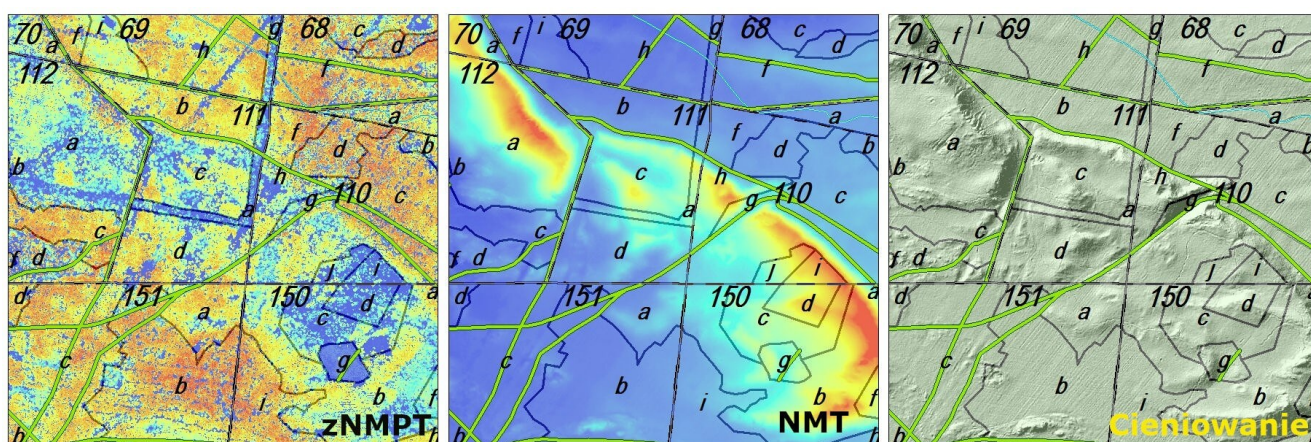 70 f i 69 g 68 c d
a h f
112 b 111 a
f b
a d
b c h c
110
g
a
d c d
f J i
d 151 150 d a
a c
c g
b i b f
b zNMPT
70 f i 69 g 68 c d
a h f
112 b 111 a
f b
a d
b c h c
110
g
a
d c d
f J i
d 151 150 d a
a c
c g
b i b f
b NMT
70 f i 69 g 68 c d
a h f
112 b 111 a
f b
a d
b c h c
110
g
a
d c d
f J i
d 151 150 d a
a c
c g
b i b f
b Cieniowanie